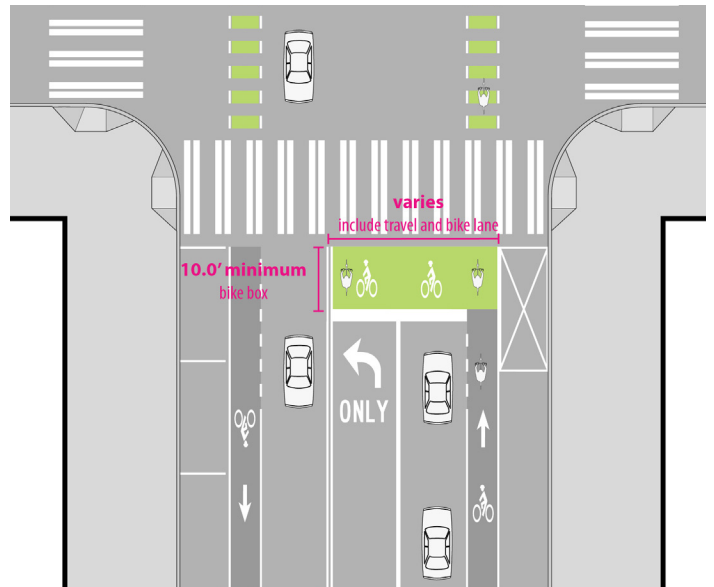 varies
include travel and bike lane
10.0' minimum
bike box
ONLY